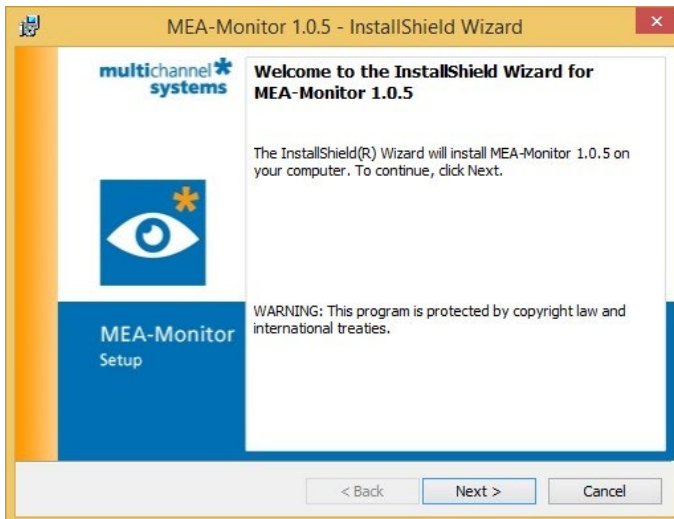 MEA-Monitor 1.0.5 - InstallShield Wizard
multichannel*
systems
Welcome to the InstallShield Wizard for
MEA-Monitor 1.0.5
The InstallShield(R) Wizard will install MEA-Monitor 1.0.5 on
your computer. To continue, click Next.
WARNING: This program is protected by copyright law and
international treaties.
MEA-Monitor
Setup
< Back
Next >
Cancel